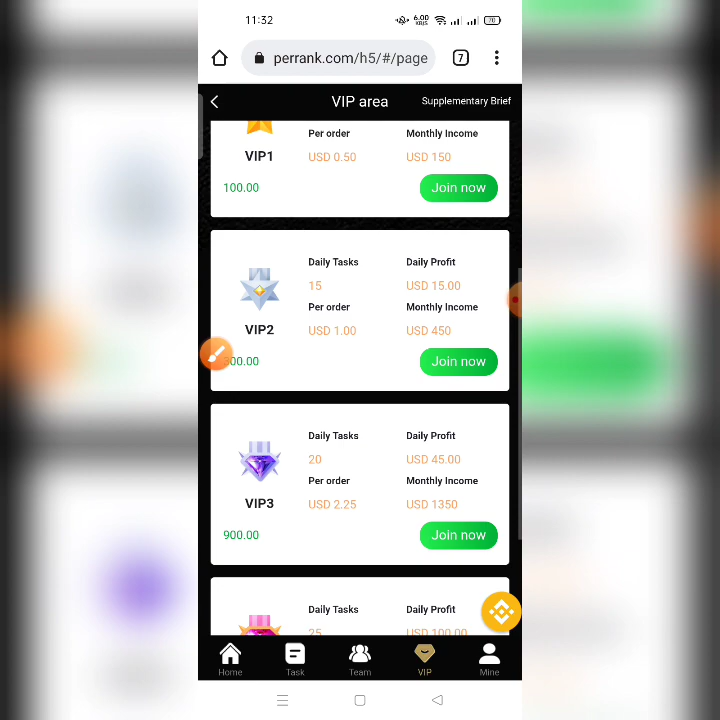 11:32
6.00 KB/S
70
perrank.com/h5/#/page
7
VIP area
Supplementary Brief
Per order
Monthly Income
VIP1
USD 0.50
USD 150
100.00
Join now
Daily Tasks
Daily Profit
15
USD 15.00
Per order
Monthly Income
VIP2
USD 1.00
USD 450
300.00
Join now
Daily Tasks
Daily Profit
20
USD 45.00
Per order
Monthly Income
VIP3
USD 2.25
USD 1350
900.00
Join now
Daily Tasks
Daily Profit
25
USD 100.00
Home
Task
Team
VIP
Mine